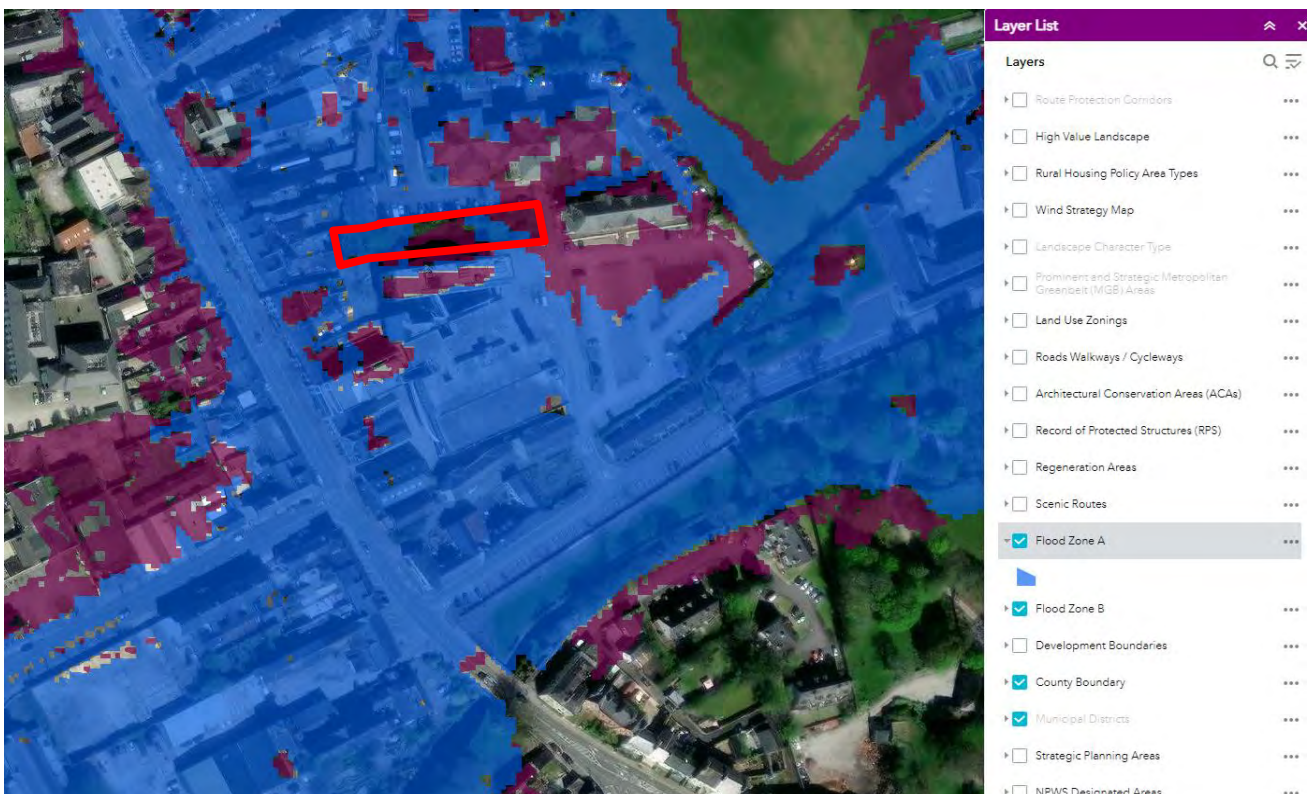 Layer List
Layers
Route Protection Corridors
High Value Landscape
Rural Housing Policy Area Types
Wind Strategy Map
Landscape Character Type
Prominent and Strategic Metropolitan
Greenbelt (MGB) Areas
Land Use Zonings
Roads Walkways / Cycleways
Architectural Conservation Areas (ACAs)
Record of Protected Structures (RPS)
Regeneration Areas
Scenic Routes
Flood Zone A
Flood Zone B
Development Boundaries
County Boundary
Municipal Districts
Strategic Planning Areas
NPWS Designated Areas